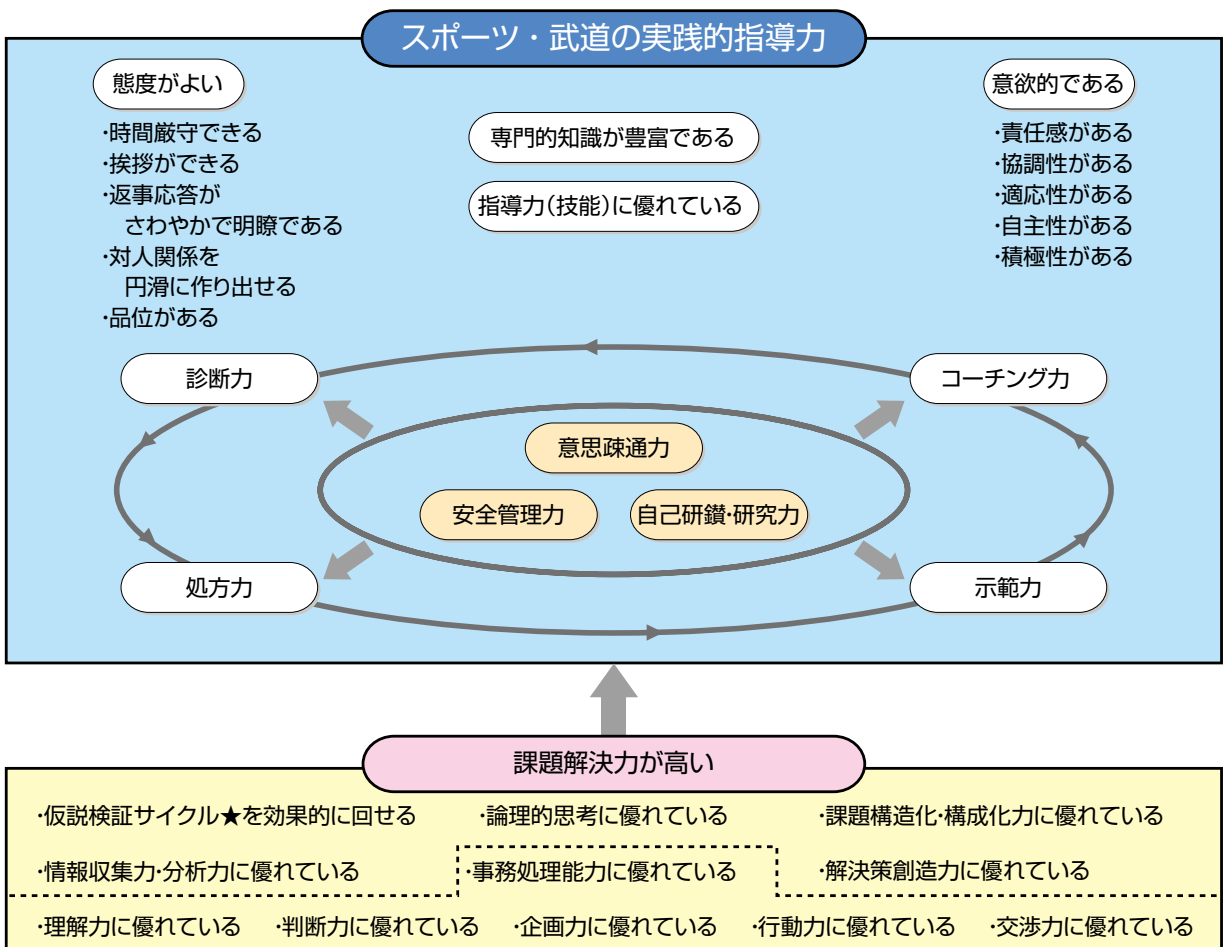 スポーツ・武道の実践的指導力
態度がよい
・時間厳守できる
・挨拶ができる
・返事応答が
さわやかで明瞭である
・対人関係を
円滑に作り出せる
・品位がある
専門的知識が豊富である
指導力(技能)に優れている
意欲的である
・責任感がある
・協調性がある
・適応性がある
・自主性がある
・積極性がある
診断力
コーチング力
意思疎通力
安全管理力
自己研鑚・研究力
処方力
示範力
課題解決力が高い
・仮説検証サイクル★を効果的に回せる
・論理的思考に優れている
・課題構造化・構成化力に優れている
・情報収集力・分析力に優れている
・事務処理能力に優れている
・解決策創造力に優れている
・理解力に優れている
・判断力に優れている
・企画力に優れている
・行動力に優れている
・交渉力に優れている